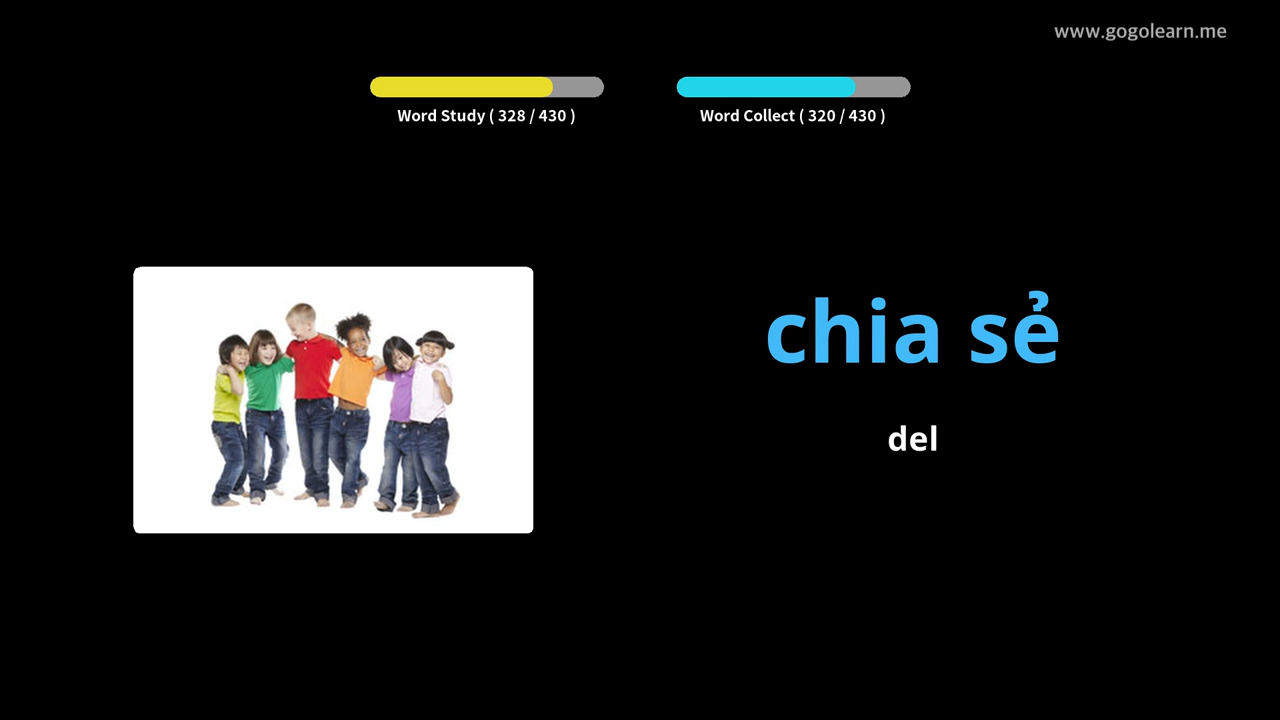 www.gogolearn.me
Word Study ( 328 / 430 )
Word Collect ( 320 / 430 )
chia sẻ
del